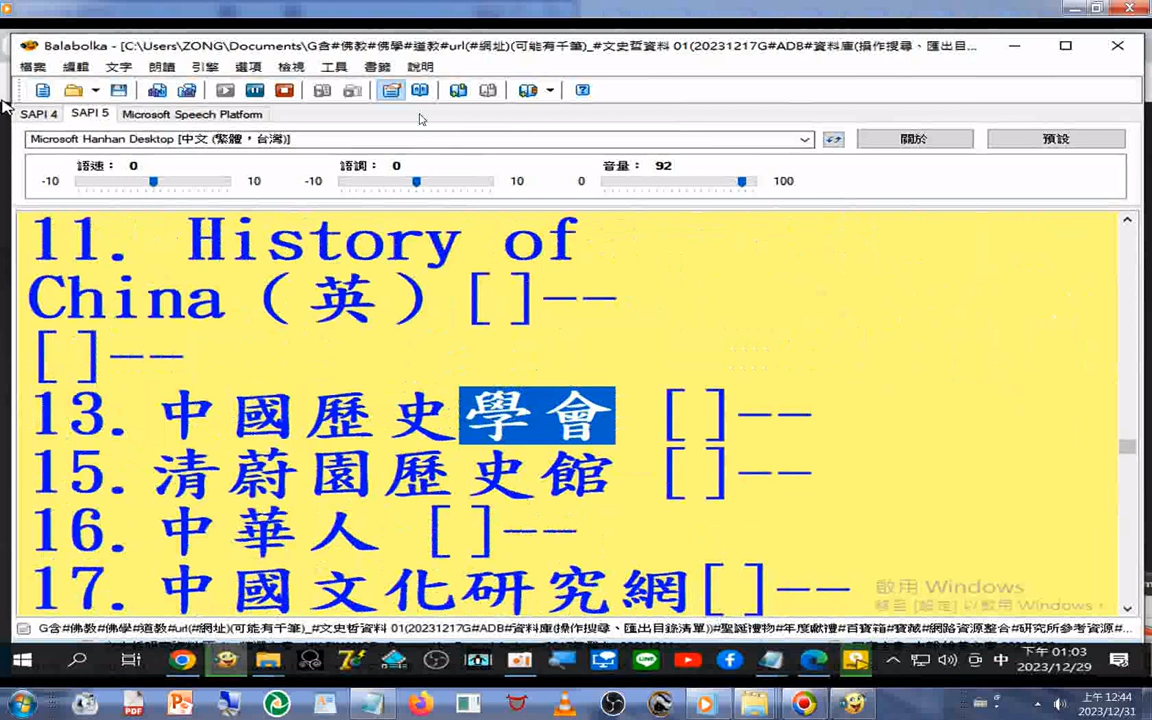 Balabolka - [C:\Users\ZONG\Documents\G含#佛教#佛學#道教#url(#網址)(可能有千筆)_#文史哲資料 01(20231217G#ADB#資料庫(操作搜尋、匯出目...
檔案 編輯 文字 朗讀 引擎 選項 檢視 工具 書籤 說明
SAPI 4 SAPI 5 Microsoft Speech Platform
Microsoft Hanhan Desktop [中文 (繁體，台灣)] 關於 預設
語速： 0 語調： 0 音量： 92
-10 10 -10 10 0 100
11. History of
China（英）[]--
[]--
13. 中國歷史學會 []--
15. 清蔚園歷史館 []--
16. 中華人 []--
17. 中國文化研究網[]--
啟用 Windows
移至 [設定] 以啟用 Windows。
G含#佛教#佛學#道教#url(#網址)(可能有千筆)_#文史哲資料 01(20231217G#ADB#資料庫(操作搜尋、匯出目錄清單))#聖誕禮物#年度獻禮#百寶箱#寶藏#網路資源整合#研究所參考資源#...
中 下午 01:03
2023/12/29
上午 12:44
2023/12/31